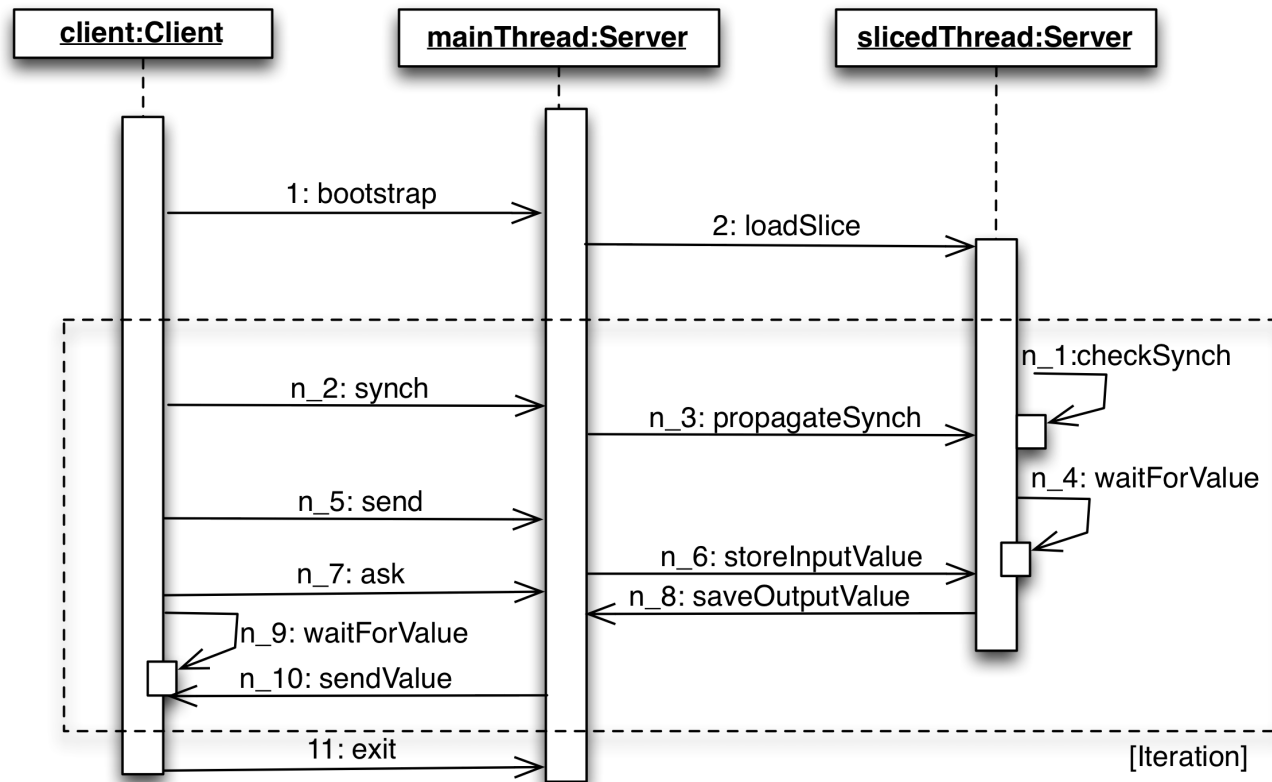 client:Client
mainThread:Server
slicedThread:Server
1: bootstrap
2: loadSlice
n_1:checkSynch
n_2: synch
n_3: propagateSynch
n_4: waitForValue
n_5: send
n_6: storeInputValue
n_7: ask
n_8: saveOutputValue
n_9: waitForValue
n_10: sendValue
11: exit
[Iteration]